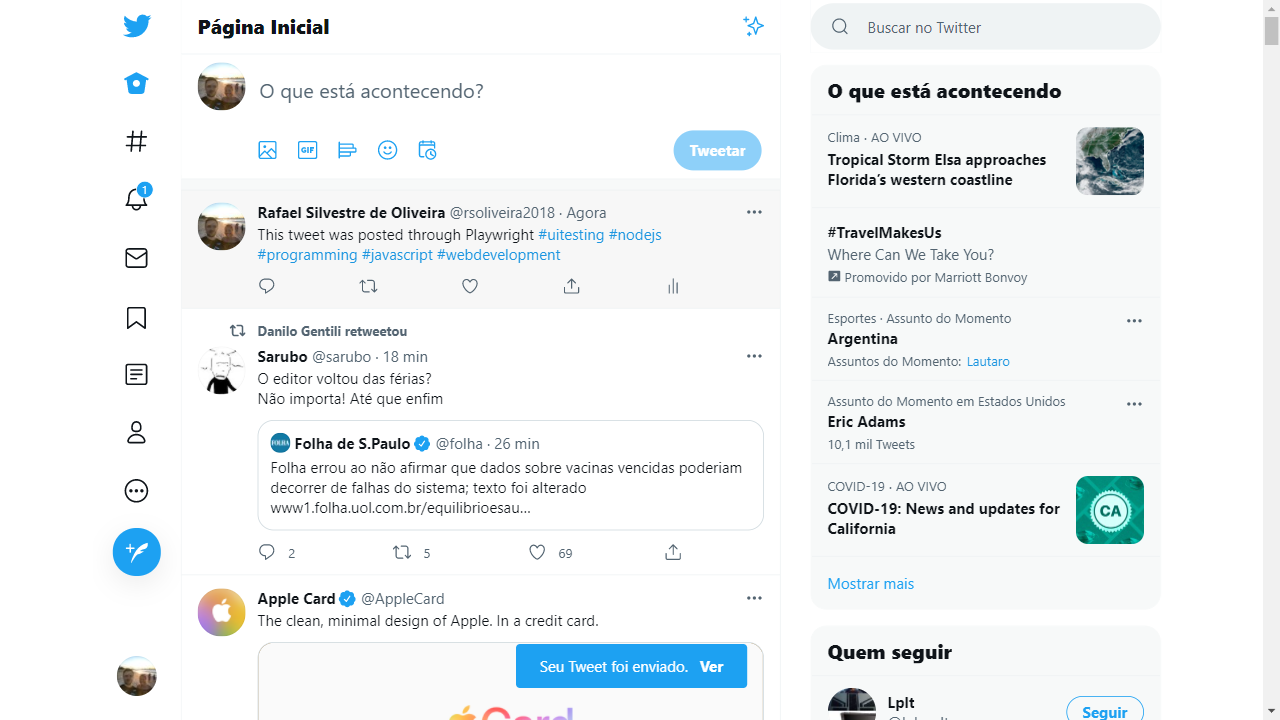 Página Inicial
O que está acontecendo?
GIF
Tweetar
1
Rafael Silvestre de Oliveira @rsoliveira2018 · Agora
This tweet was posted through Playwright #uitesting #nodejs
#programming #javascript #webdevelopment
Danilo Gentili retweetou
Sarubo @sarubo · 18 min
O editor voltou das férias?
Não importa! Até que enfim
FOLHA
Folha de S.Paulo @folha · 26 min
Folha errou ao não afirmar que dados sobre vacinas vencidas poderiam
decorrer de falhas do sistema; texto foi alterado
www1.folha.uol.com.br/equilibrioesau...
2 5 69
Apple Card @AppleCard
The clean, minimal design of Apple. In a credit card.
Card
Seu Tweet foi enviado. Ver
Buscar no Twitter
O que está acontecendo
Clima · AO VIVO
Tropical Storm Elsa approaches
Florida’s western coastline
#TravelMakesUs
Where Can We Take You?
Promovido por Marriott Bonvoy
Esportes · Assunto do Momento
Argentina
Assuntos do Momento: Lautaro
Assunto do Momento em Estados Unidos
Eric Adams
10,1 mil Tweets
COVID-19 · AO VIVO
COVID-19: News and updates for
California
CA
Mostrar mais
Quem seguir
Seguir